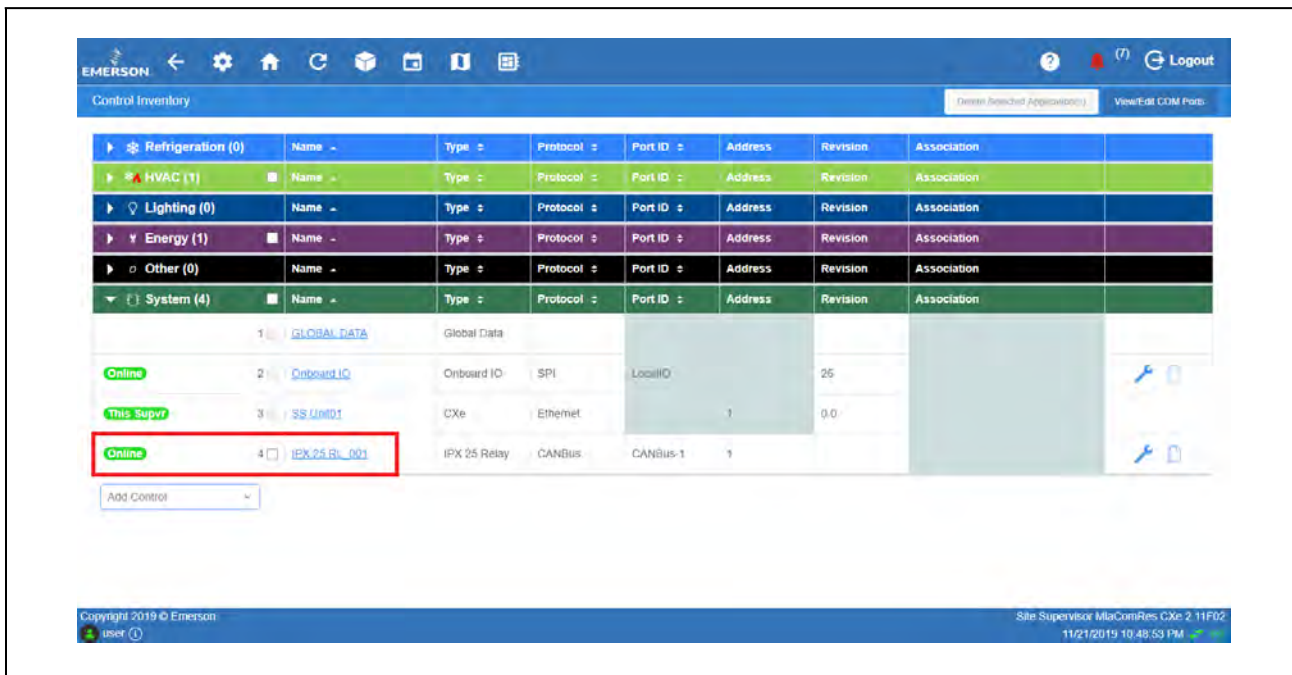 EMERSON (7) Logout
Control Inventory Delete Selected Application(s) View/Edit COM Ports
Refrigeration (0) Name Type Protocol Port ID Address Revision Association
HVAC (1) Name Type Protocol Port ID Address Revision Association
Lighting (0) Name Type Protocol Port ID Address Revision Association
Energy (1) Name Type Protocol Port ID Address Revision Association
Other (0) Name Type Protocol Port ID Address Revision Association
System (4) Name Type Protocol Port ID Address Revision Association
1 GLOBAL DATA Global Data
Online 2 Onboard IO Onboard IO SPI LocalIO 26
This Supvr 3 SS Unit01 CXe Ethernet 1 0.0
Online 4 IPX 25 RL_001 IPX 25 Relay CANBus CANBus-1 1
Add Control
Copyright 2019 © Emerson Site Supervisor MiaComRes CXe 2.11F02
user 11/21/2019 10:48:53 PM